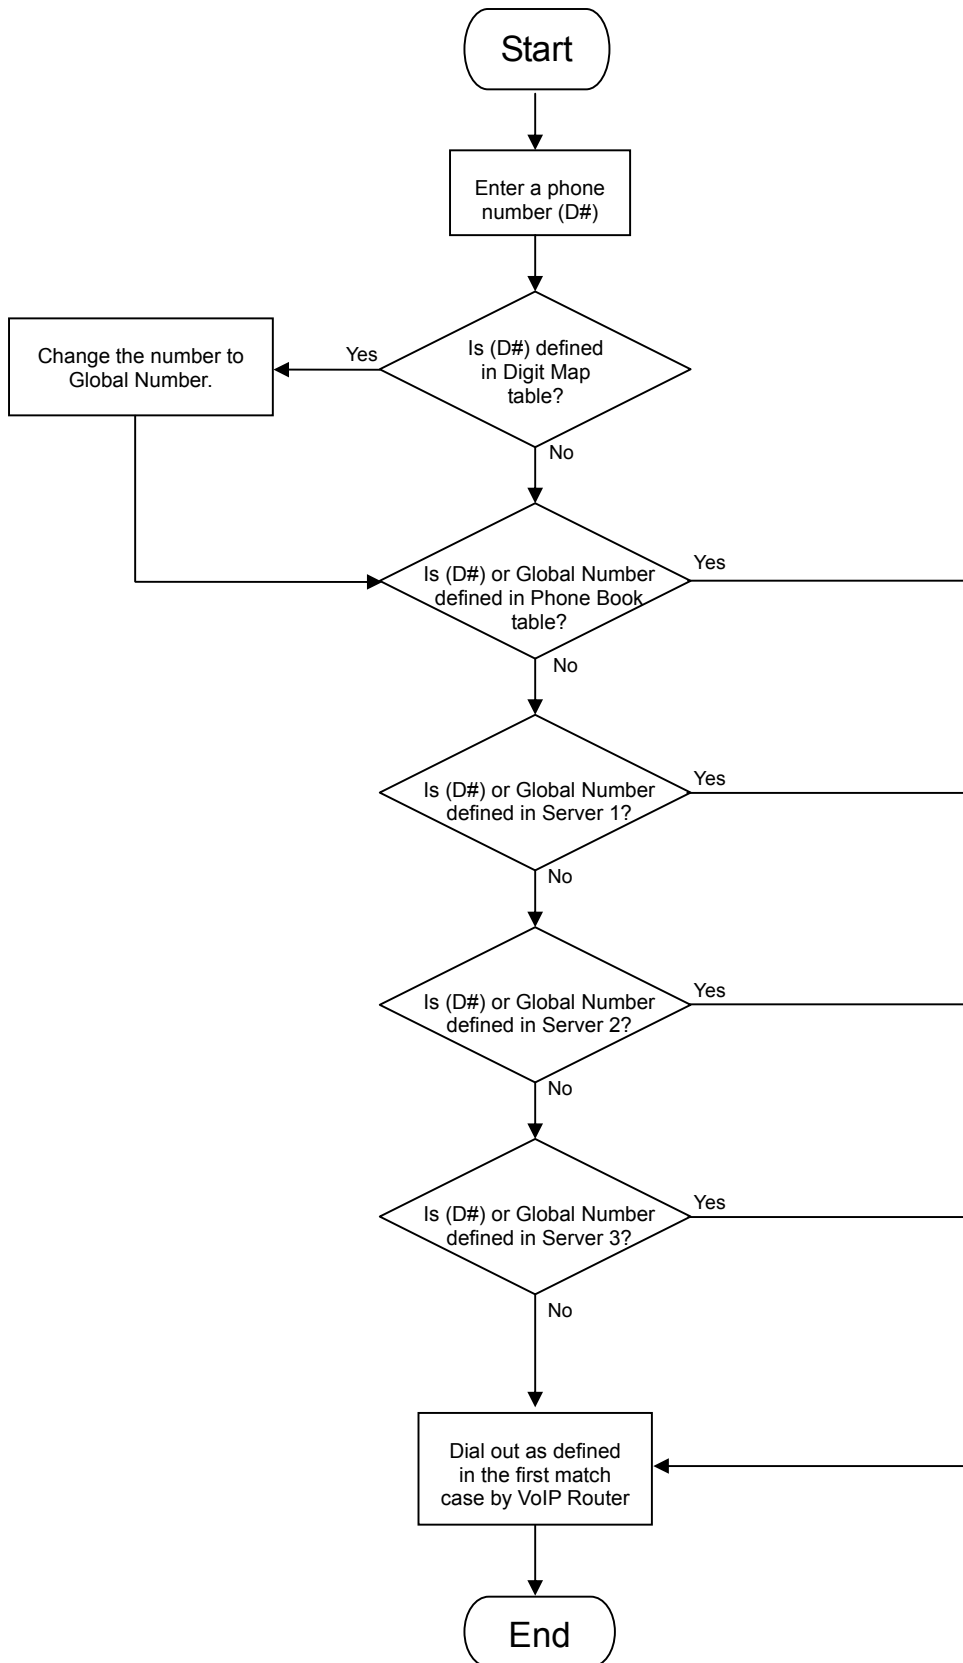 Start
Enter a phone
number (D#)
Is (D#) defined
in Digit Map
table?
Yes
Change the number to
Global Number.
No
Is (D#) or Global Number
defined in Phone Book
table?
Yes
No
Is (D#) or Global Number
defined in Server 1?
Yes
No
Is (D#) or Global Number
defined in Server 2?
Yes
No
Is (D#) or Global Number
defined in Server 3?
Yes
No
Dial out as defined
in the first match
case by VoIP Router
End